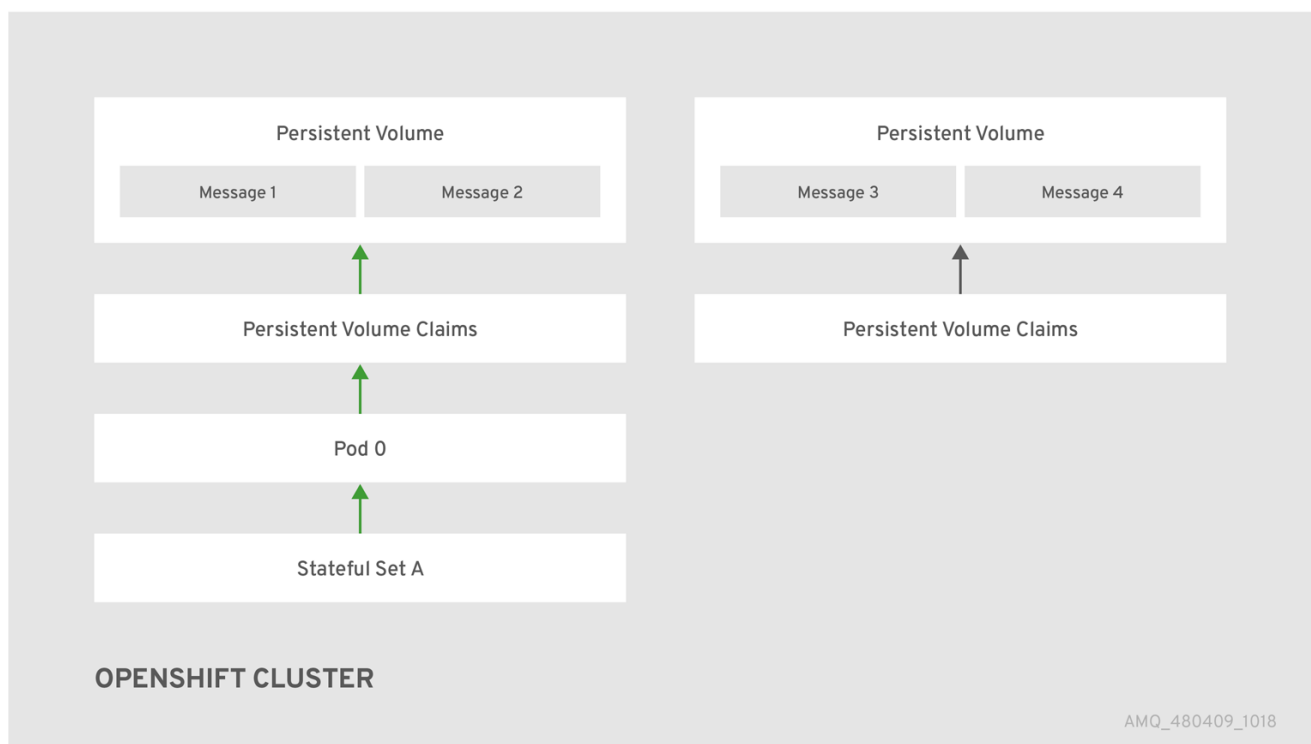 Persistent Volume
Message 1
Message 2
Persistent Volume Claims
Pod 0
Stateful Set A
Persistent Volume
Message 3
Message 4
Persistent Volume Claims
OPENSHIFT CLUSTER
AMQ_480409_1018